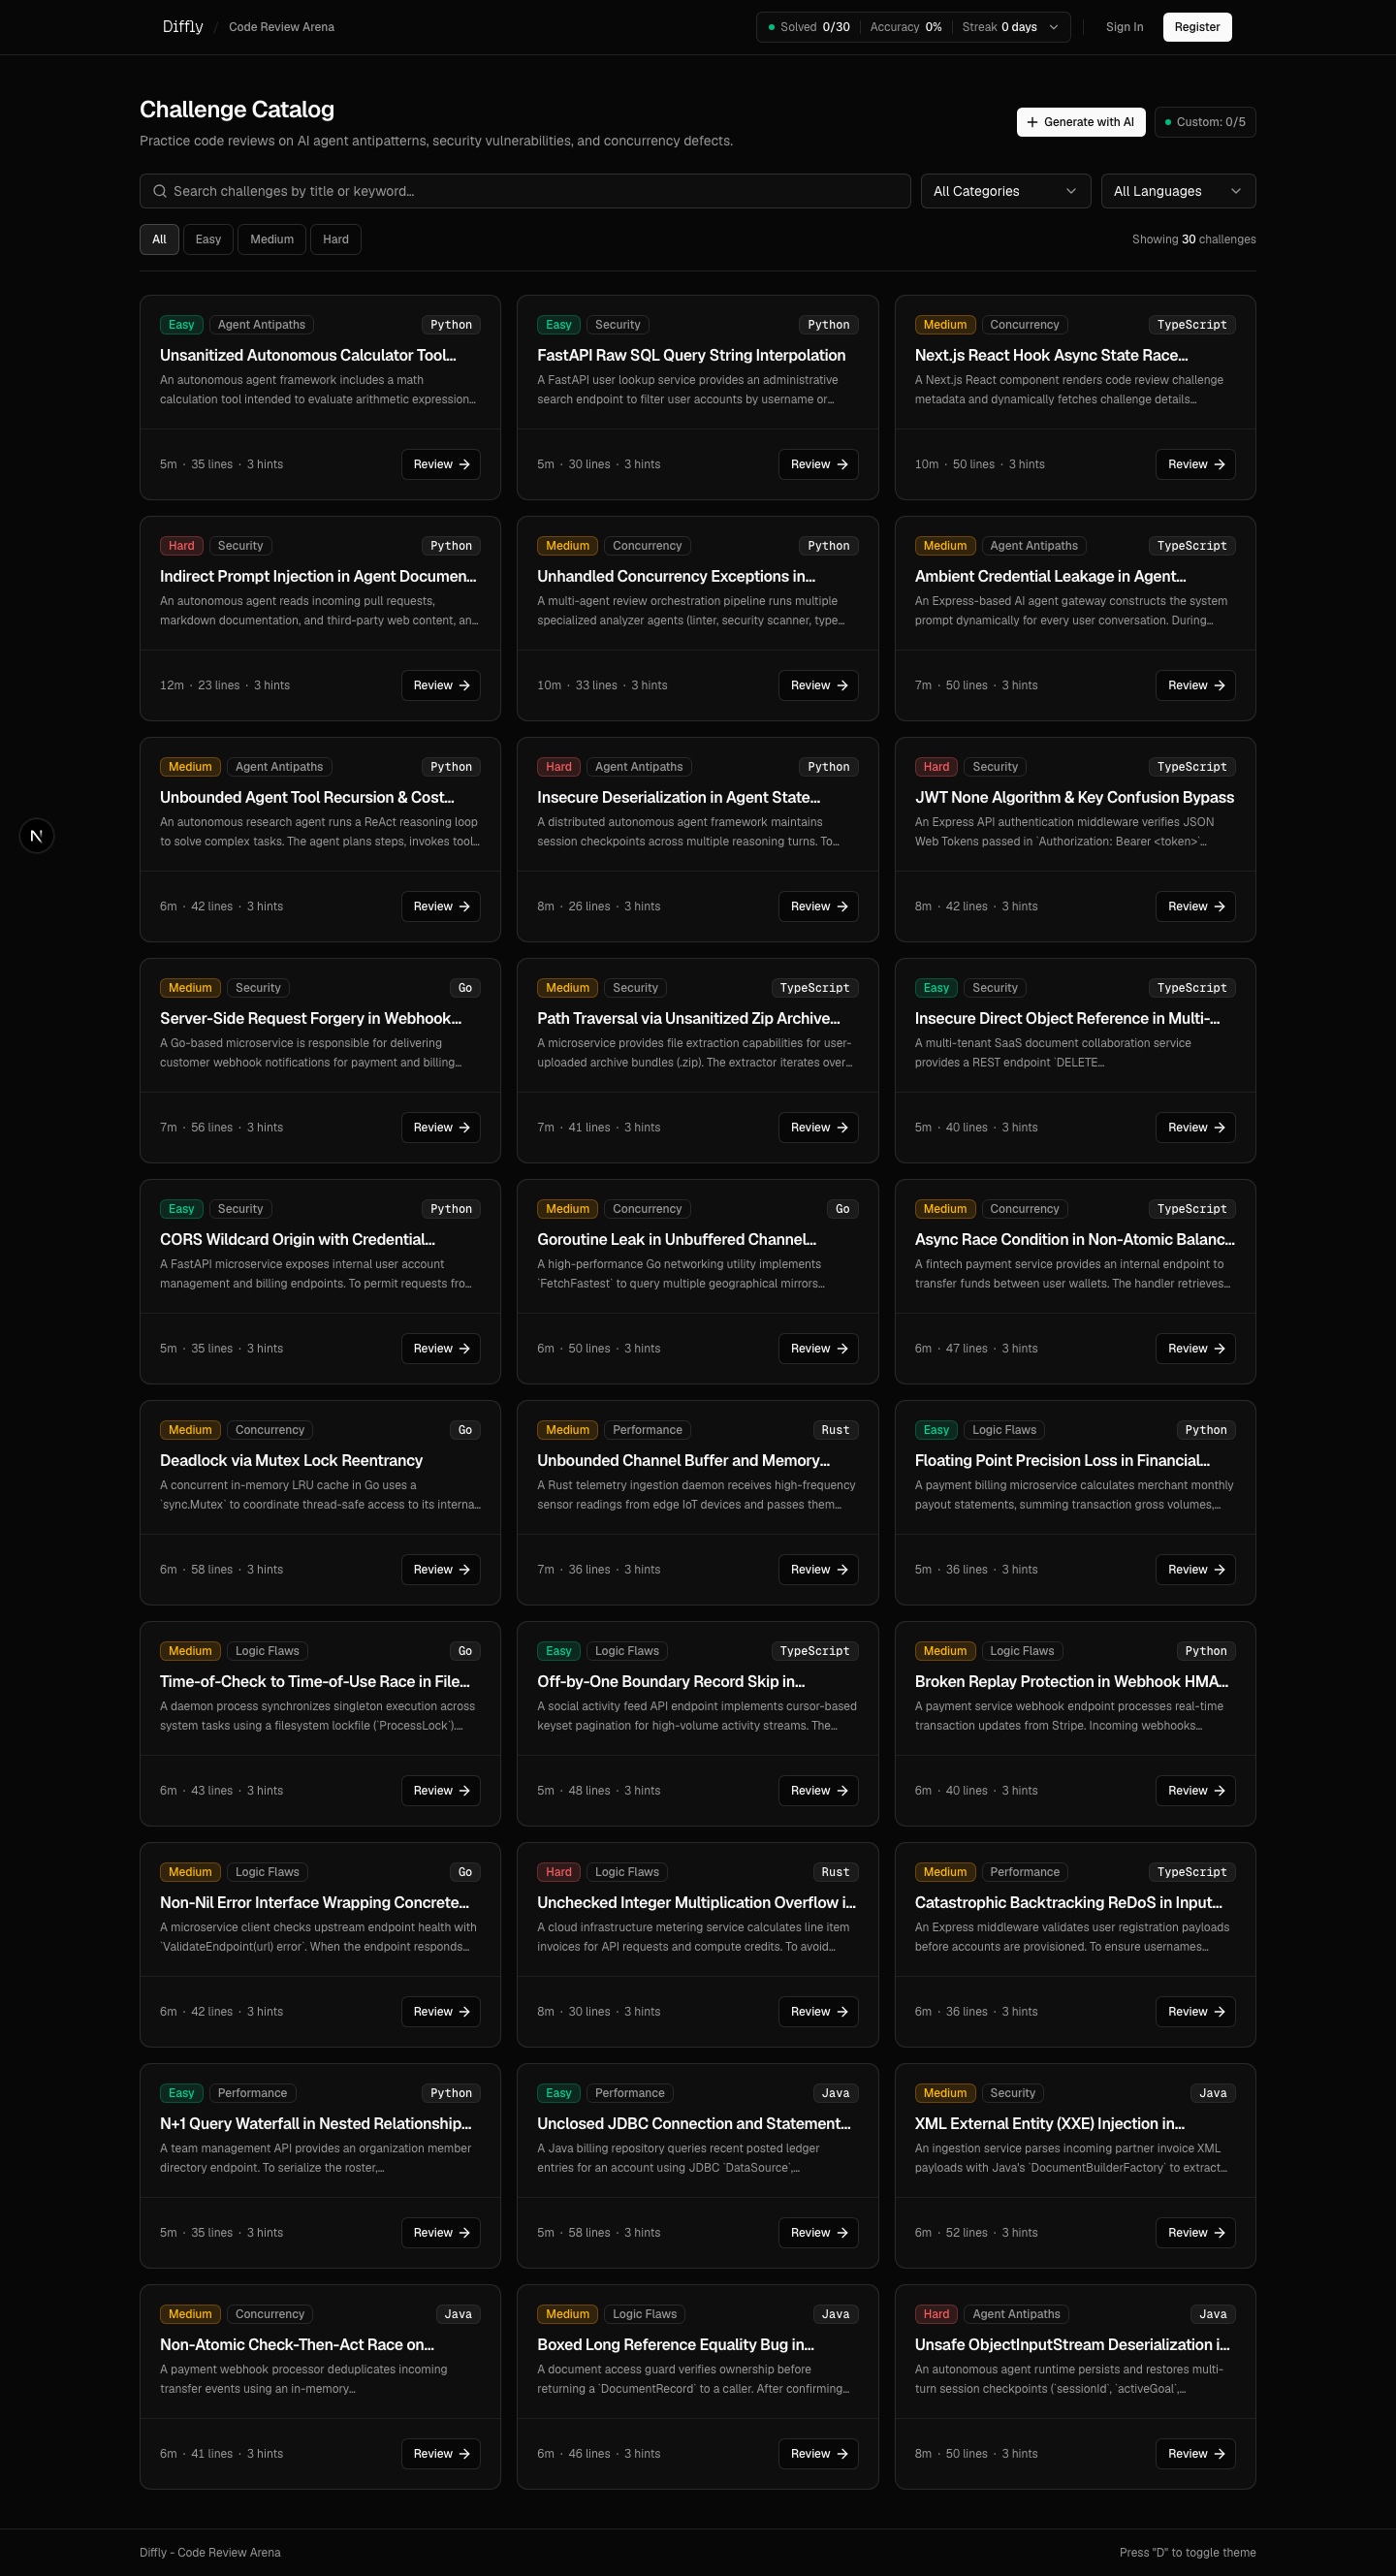 Diffly / Code Review Arena
Solved 0/30 Accuracy 0% Streak 0 days
Sign In
Register
Challenge Catalog
Practice code reviews on AI agent antipatterns, security vulnerabilities, and concurrency defects.
+ Generate with AI
Custom: 0/5
Search challenges by title or keyword...
All Categories
All Languages
All
Easy
Medium
Hard
Showing 30 challenges
Easy Agent Antipaths Python
Unsanitized Autonomous Calculator Tool...
An autonomous agent framework includes a math
calculation tool intended to evaluate arithmetic expression...
5m · 35 lines · 3 hints
Review →
Easy Security Python
FastAPI Raw SQL Query String Interpolation
A FastAPI user lookup service provides an administrative
search endpoint to filter user accounts by username or...
5m · 30 lines · 3 hints
Review →
Medium Concurrency TypeScript
Next.js React Hook Async State Race...
A Next.js React component renders code review challenge
metadata and dynamically fetches challenge details...
10m · 50 lines · 3 hints
Review →
Hard Security Python
Indirect Prompt Injection in Agent Documen...
An autonomous agent reads incoming pull requests,
markdown documentation, and third-party web content, an...
12m · 23 lines · 3 hints
Review →
Medium Concurrency Python
Unhandled Concurrency Exceptions in...
A multi-agent review orchestration pipeline runs multiple
specialized analyzer agents (linter, security scanner, type...
10m · 33 lines · 3 hints
Review →
Medium Agent Antipaths TypeScript
Ambient Credential Leakage in Agent...
An Express-based AI agent gateway constructs the system
prompt dynamically for every user conversation. During...
7m · 50 lines · 3 hints
Review →
Medium Agent Antipaths Python
Unbounded Agent Tool Recursion & Cost...
An autonomous research agent runs a ReAct reasoning loop
to solve complex tasks. The agent plans steps, invokes tool...
6m · 42 lines · 3 hints
Review →
Hard Agent Antipaths Python
Insecure Deserialization in Agent State...
A distributed autonomous agent framework maintains
session checkpoints across multiple reasoning turns. To...
8m · 26 lines · 3 hints
Review →
Hard Security TypeScript
JWT None Algorithm & Key Confusion Bypass
An Express API authentication middleware verifies JSON
Web Tokens passed in `Authorization: Bearer <token>`...
8m · 42 lines · 3 hints
Review →
Medium Security Go
Server-Side Request Forgery in Webhook...
A Go-based microservice is responsible for delivering
customer webhook notifications for payment and billing...
7m · 56 lines · 3 hints
Review →
Medium Security TypeScript
Path Traversal via Unsanitized Zip Archive...
A microservice provides file extraction capabilities for user-
uploaded archive bundles (.zip). The extractor iterates over...
7m · 41 lines · 3 hints
Review →
Easy Security TypeScript
Insecure Direct Object Reference in Multi-...
A multi-tenant SaaS document collaboration service
provides a REST endpoint `DELETE...
5m · 40 lines · 3 hints
Review →
Easy Security Python
CORS Wildcard Origin with Credential...
A FastAPI microservice exposes internal user account
management and billing endpoints. To permit requests fro...
5m · 35 lines · 3 hints
Review →
Medium Concurrency Go
Goroutine Leak in Unbuffered Channel...
A high-performance Go networking utility implements
`FetchFastest` to query multiple geographical mirrors...
6m · 50 lines · 3 hints
Review →
Medium Concurrency TypeScript
Async Race Condition in Non-Atomic Balanc...
A fintech payment service provides an internal endpoint to
transfer funds between user wallets. The handler retrieves...
6m · 47 lines · 3 hints
Review →
Medium Concurrency Go
Deadlock via Mutex Lock Reentrancy
A concurrent in-memory LRU cache in Go uses a
`sync.Mutex` to coordinate thread-safe access to its interna...
6m · 58 lines · 3 hints
Review →
Medium Performance Rust
Unbounded Channel Buffer and Memory...
A Rust telemetry ingestion daemon receives high-frequency
sensor readings from edge IoT devices and passes them...
7m · 36 lines · 3 hints
Review →
Easy Logic Flaws Python
Floating Point Precision Loss in Financial...
A payment billing microservice calculates merchant monthly
payout statements, summing transaction gross volumes,...
5m · 36 lines · 3 hints
Review →
Medium Logic Flaws Go
Time-of-Check to Time-of-Use Race in File...
A daemon process synchronizes singleton execution across
system tasks using a filesystem lockfile (`ProcessLock`)....
6m · 43 lines · 3 hints
Review →
Easy Logic Flaws TypeScript
Off-by-One Boundary Record Skip in...
A social activity feed API endpoint implements cursor-based
keyset pagination for high-volume activity streams. The...
5m · 48 lines · 3 hints
Review →
Medium Logic Flaws Python
Broken Replay Protection in Webhook HMA...
A payment service webhook endpoint processes real-time
transaction updates from Stripe. Incoming webhooks...
6m · 40 lines · 3 hints
Review →
Medium Logic Flaws Go
Non-Nil Error Interface Wrapping Concrete...
A microservice client checks upstream endpoint health with
`ValidateEndpoint(url) error`. When the endpoint responds...
6m · 42 lines · 3 hints
Review →
Hard Logic Flaws Rust
Unchecked Integer Multiplication Overflow i...
A cloud infrastructure metering service calculates line item
invoices for API requests and compute credits. To avoid...
8m · 30 lines · 3 hints
Review →
Medium Performance TypeScript
Catastrophic Backtracking ReDoS in Input...
An Express middleware validates user registration payloads
before accounts are provisioned. To ensure usernames...
6m · 36 lines · 3 hints
Review →
Easy Performance Python
N+1 Query Waterfall in Nested Relationship...
A team management API provides an organization member
directory endpoint. To serialize the roster,...
5m · 35 lines · 3 hints
Review →
Easy Performance Java
Unclosed JDBC Connection and Statement...
A Java billing repository queries recent posted ledger
entries for an account using JDBC `DataSource`,...
5m · 58 lines · 3 hints
Review →
Medium Security Java
XML External Entity (XXE) Injection in...
An ingestion service parses incoming partner invoice XML
payloads with Java's `DocumentBuilderFactory` to extract...
6m · 52 lines · 3 hints
Review →
Medium Concurrency Java
Non-Atomic Check-Then-Act Race on...
A payment webhook processor deduplicates incoming
transfer events using an in-memory...
6m · 41 lines · 3 hints
Review →
Medium Logic Flaws Java
Boxed Long Reference Equality Bug in...
A document access guard verifies ownership before
returning a `DocumentRecord` to a caller. After confirming...
6m · 46 lines · 3 hints
Review →
Hard Agent Antipaths Java
Unsafe ObjectInputStream Deserialization i...
An autonomous agent runtime persists and restores multi-
turn session checkpoints (`sessionId`, `activeGoal`,...
8m · 50 lines · 3 hints
Review →
Diffly - Code Review Arena
Press "D" to toggle theme